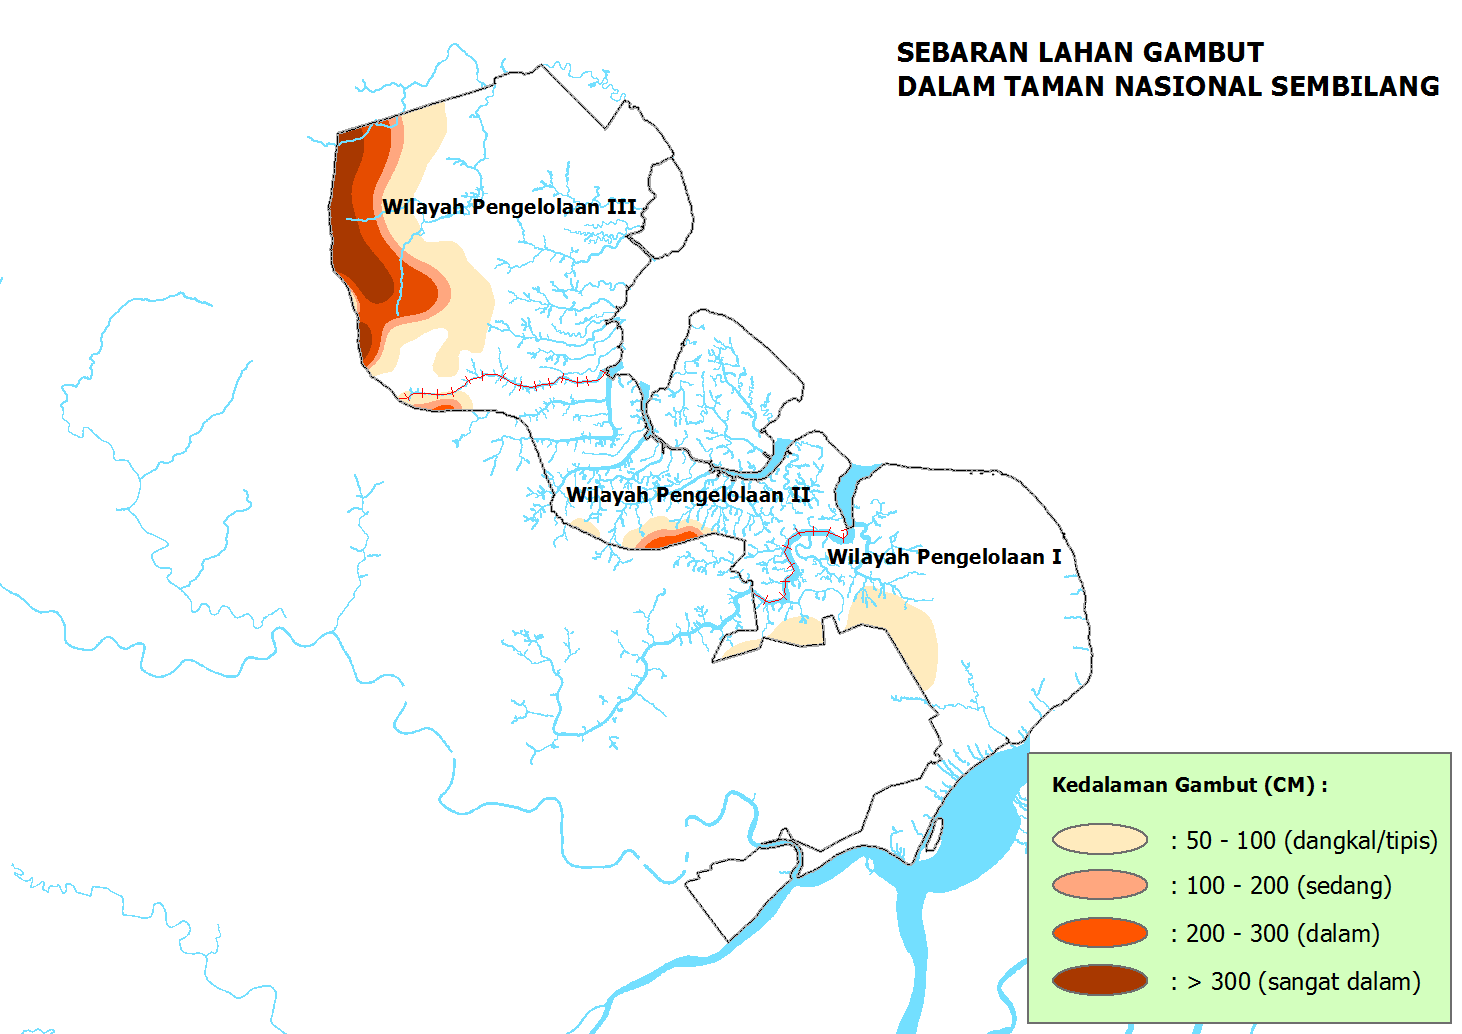 SEBARAN LAHAN GAMBUT
DALAM TAMAN NASIONAL SEMBILANG
Wilayah Pengelolaan III
Wilayah Pengelolaan II
Wilayah Pengelolaan I
Kedalaman Gambut (CM) :
: 50 - 100 (dangkal/tipis)
: 100 - 200 (sedang)
: 200 - 300 (dalam)
: > 300 (sangat dalam)